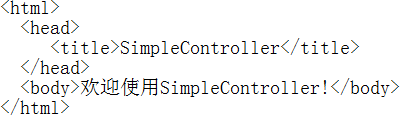 <html>
<head>
<title>SimpleController</title>
</head>
<body>欢迎使用SimpleController!</body>
</html>